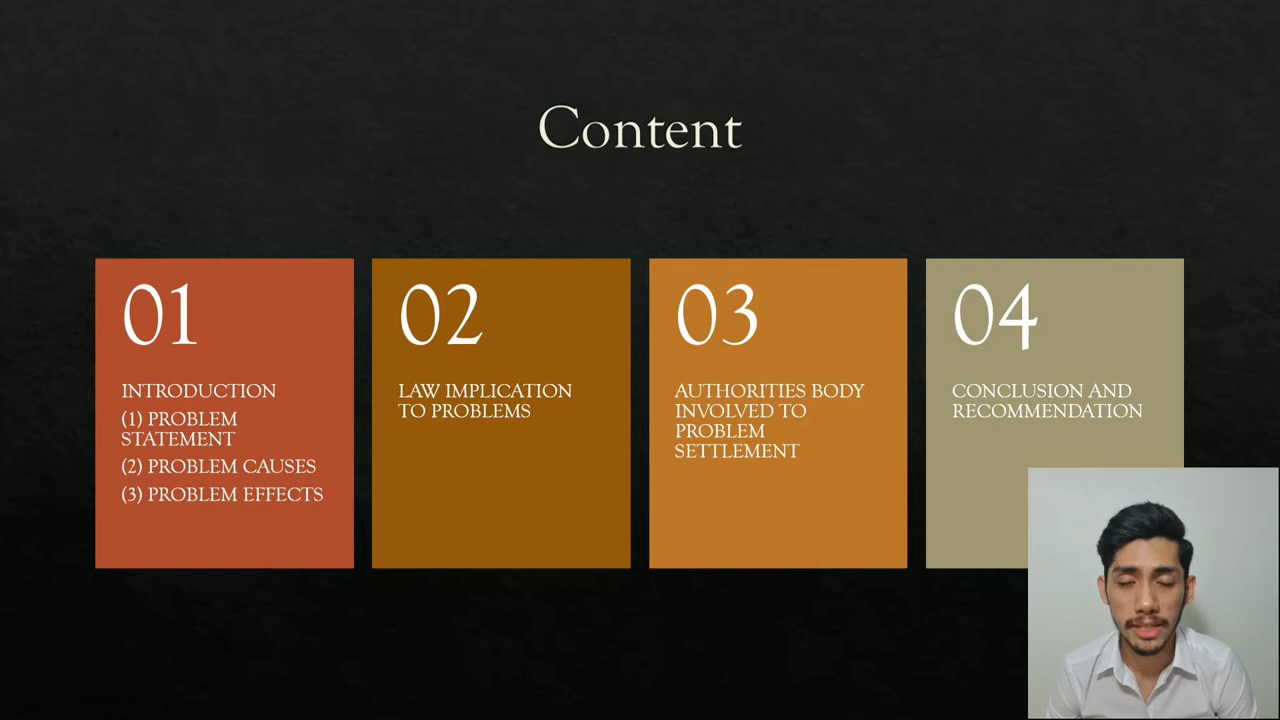 Content
01
INTRODUCTION
(1) PROBLEM
STATEMENT
(2) PROBLEM CAUSES
(3) PROBLEM EFFECTS
02
LAW IMPLICATION
TO PROBLEMS
03
AUTHORITIES BODY
INVOLVED TO
PROBLEM
SETTLEMENT
04
CONCLUSION AND
RECOMMENDATION